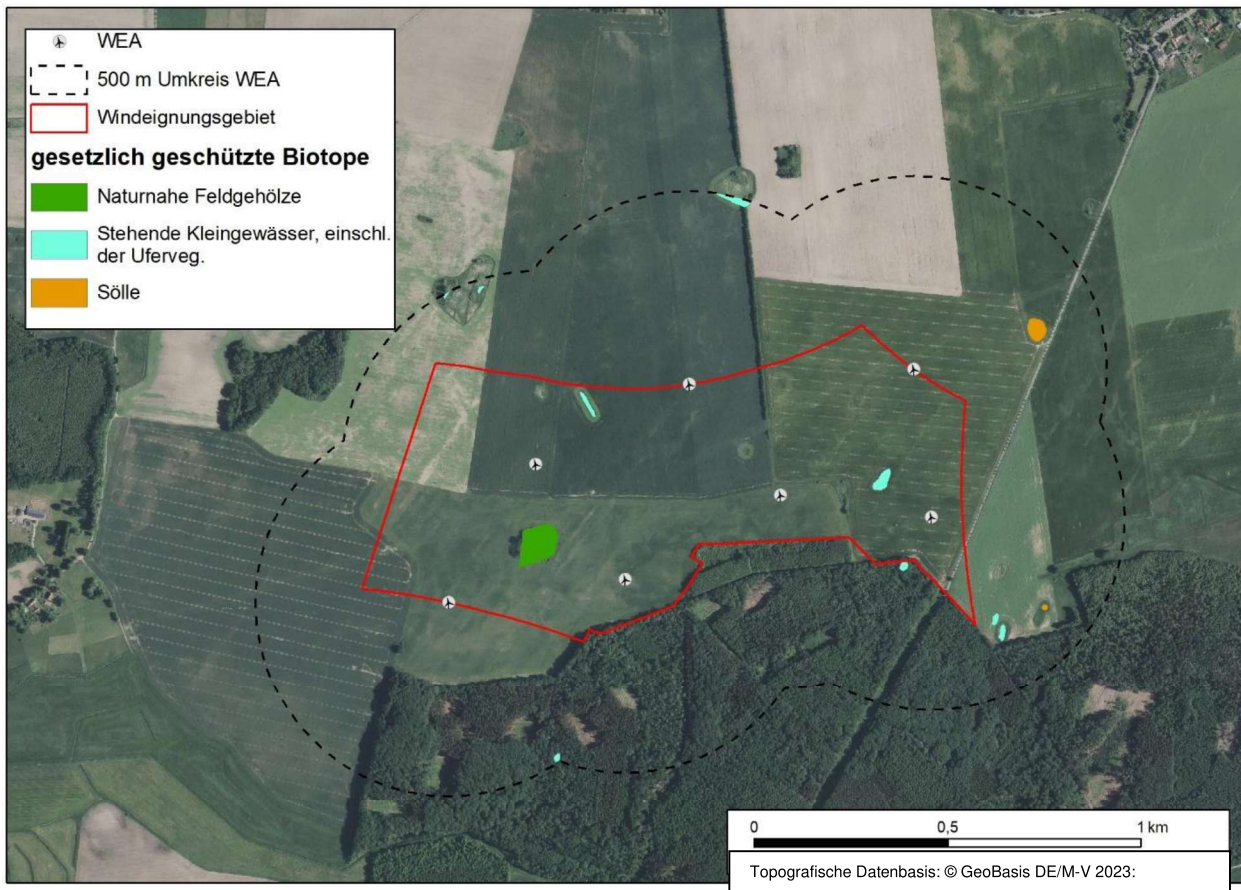 WEA
500 m Umkreis WEA
Windeignungsgebiet
gesetzlich geschützte Biotope
Naturnahe Feldgehölze
Stehende Kleingewässer, einschl.
der Uferveg.
Sölle
0 0,5 1 km
Topografische Datenbasis: © GeoBasis DE/M-V 2023: